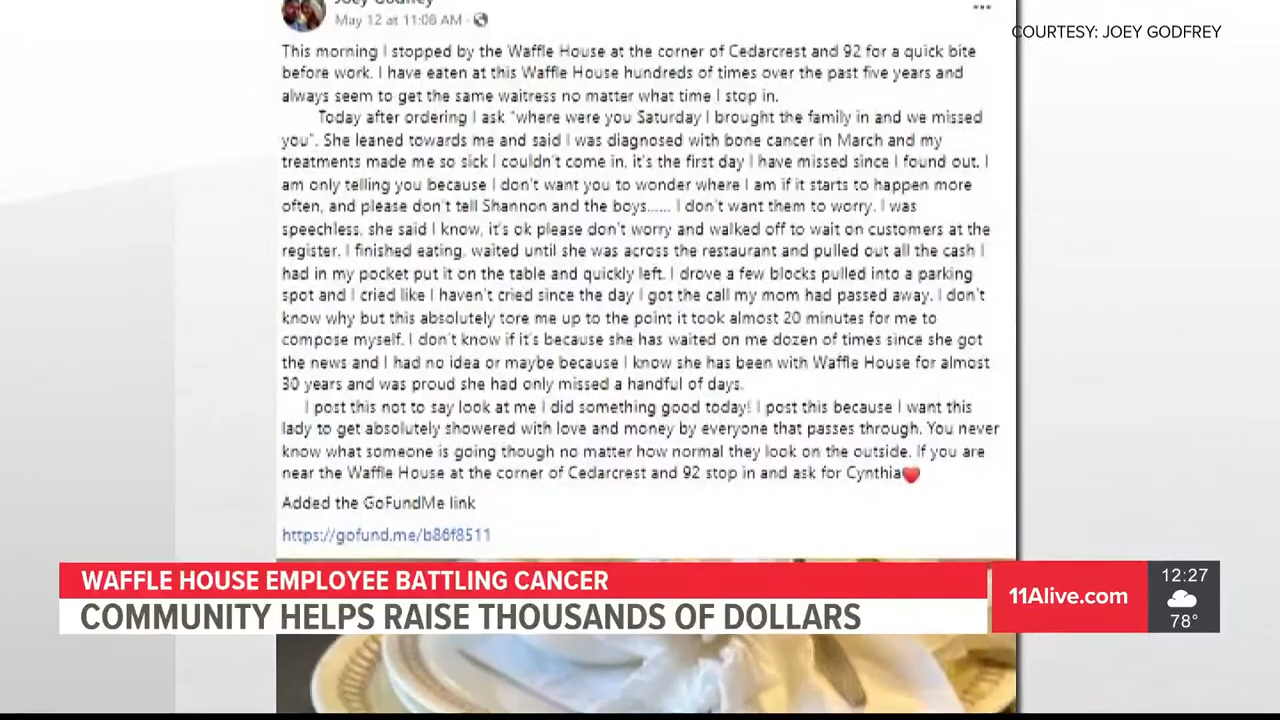 Joey Godfrey
May 12 at 11:08 AM ·
COURTESY: JOEY GODFREY
This morning I stopped by the Waffle House at the corner of Cedarcrest and 92 for a quick bite
before work. I have eaten at this Waffle House hundreds of times over the past five years and
always seem to get the same waitress no matter what time I stop in.
Today after ordering I ask "where were you Saturday I brought the family in and we missed
you". She leaned towards me and said I was diagnosed with bone cancer in March and my
treatments made me so sick I couldn't come in, it's the first day I have missed since I found out. I
am only telling you because I don't want you to wonder where I am if it starts to happen more
often, and please don't tell Shannon and the boys...... I don't want them to worry. I was
speechless, she said I know, it's ok please don't worry and walked off to wait on customers at the
register. I finished eating, waited until she was across the restaurant and pulled out all the cash I
had in my pocket put it on the table and quickly left. I drove a few blocks pulled into a parking
spot and I cried like I haven't cried since the day I got the call my mom had passed away. I don't
know why but this absolutely tore me up to the point it took almost 20 minutes for me to
compose myself. I don't know if it's because she has waited on me dozen of times since she got
the news and I had no idea or maybe because I know she has been with Waffle House for almost
30 years and was proud she had only missed a handful of days.
I post this not to say look at me I did something good today! I post this because I want this
lady to get absolutely showered with love and money by everyone that passes through. You never
know what someone is going though no matter how normal they look on the outside. If you are
near the Waffle House at the corner of Cedarcrest and 92 stop in and ask for Cynthia❤
Added the GoFundMe link
https://gofund.me/b86f8511
WAFFLE HOUSE EMPLOYEE BATTLING CANCER
COMMUNITY HELPS RAISE THOUSANDS OF DOLLARS
11Alive.com
12:27
78°